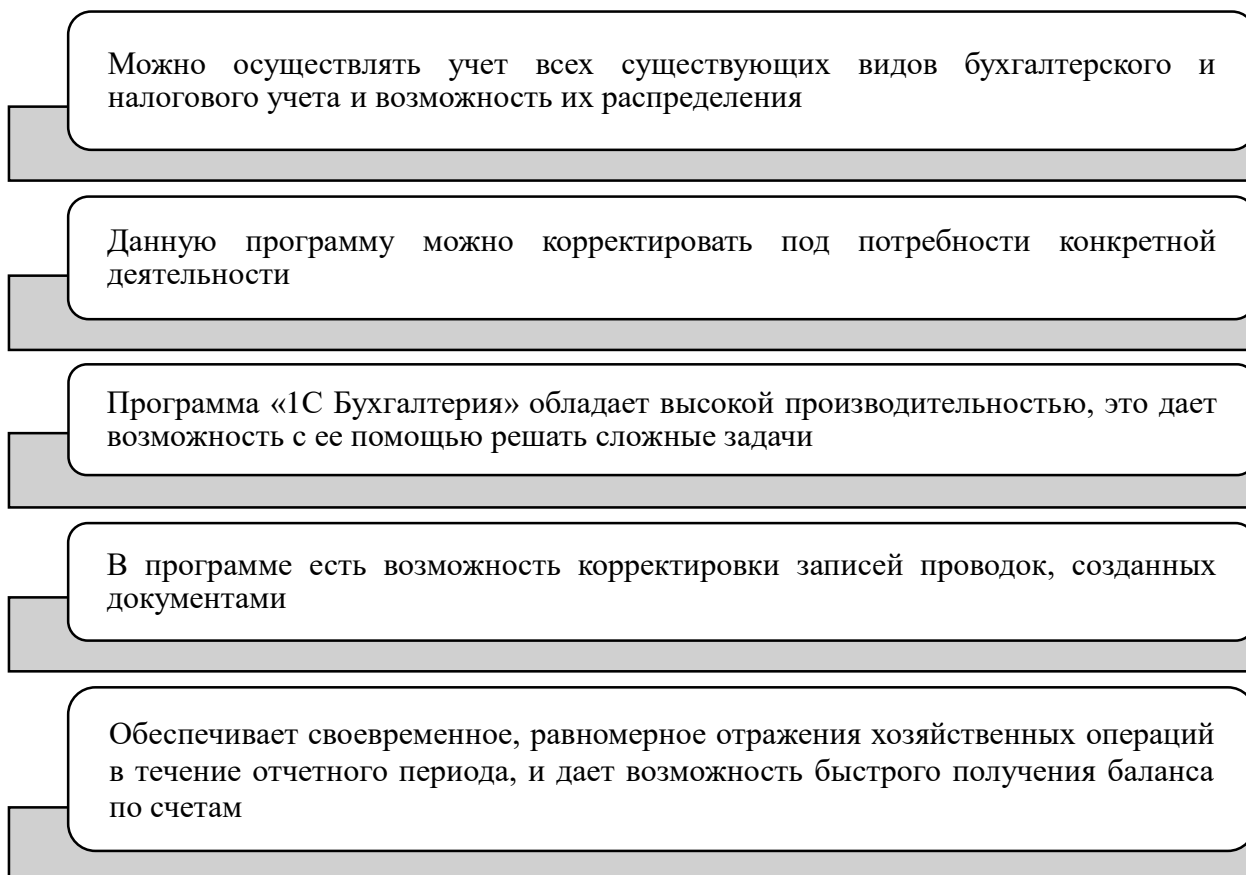 Можно осуществлять учет всех существующих видов бухгалтерского и
налогового учета и возможность их распределения
Данную программу можно корректировать под потребности конкретной
деятельности
Программа «1С Бухгалтерия» обладает высокой производительностью, это дает
возможность с ее помощью решать сложные задачи
В программе есть возможность корректировки записей проводок, созданных
документами
Обеспечивает своевременное, равномерное отражения хозяйственных операций
в течение отчетного периода, и дает возможность быстрого получения баланса
по счетам